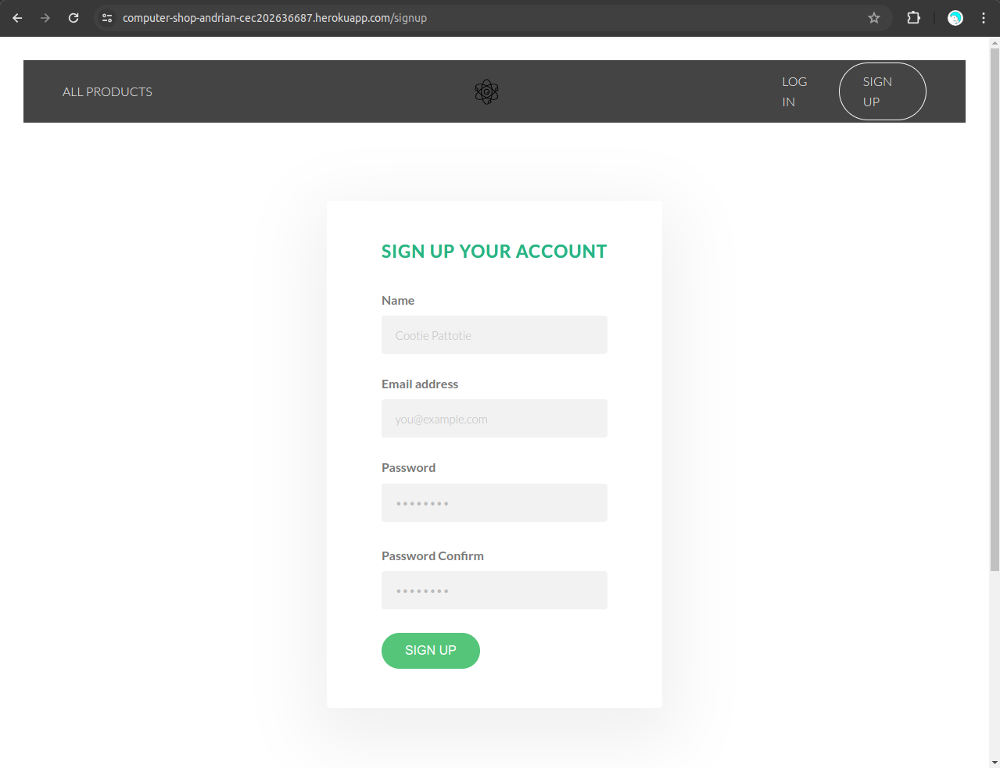 computer-shop-andrian-cec202636687.herokuapp.com/signup
ALL PRODUCTS
LOG
IN
SIGN
UP
SIGN UP YOUR ACCOUNT
Name
Cootie Pattotie
Email address
you@example.com
Password
••••••••
Password Confirm
••••••••
SIGN UP